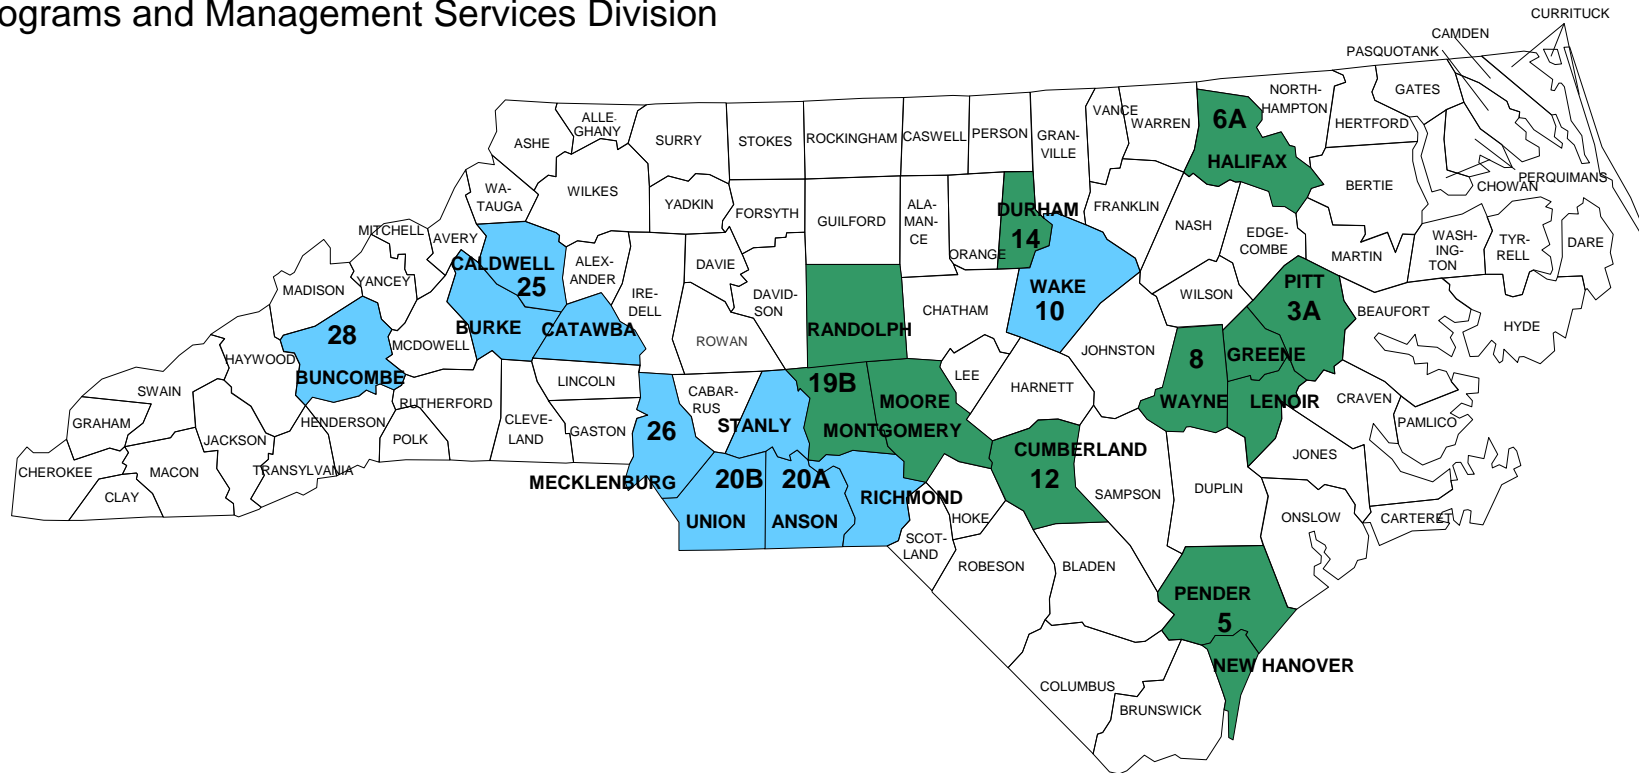 ograms and Management Services Division
CURRITUCK
CAMDEN
PASQUOTANK
NORTH-
HAMPTON
GATES
HERTFORD
VANCE
WARREN
6A
HALIFAX
ALLE-
GHANY
ASHE
SURRY
STOKES
ROCKINGHAM
CASWELL
PERSON
GRAN-
VILLE
BERTIE
CHOWAN
PERQUIMANS
WA-
TAUGA
WILKES
YADKIN
FORSYTH
GUILFORD
ALA-
MAN-
CE
ORANGE
DURHAM
14
FRANKLIN
NASH
EDGE-
COMBE
MARTIN
WASH-
ING-
TON
TYR-
RELL
DARE
MITCHELL
AVERY
YANCEY
MADISON
CALDWELL
25
ALEX-
ANDER
IRE-
DELL
DAVIE
DAVID-
SON
ROWAN
RANDOLPH
CHATHAM
WAKE
10
WILSON
PITT
3A
BEAUFORT
HYDE
BURKE
CATAWBA
MCDOWELL
28
BUNCOMBE
HAYWOOD
SWAIN
GRAHAM
CHEROKEE
CLAY
MACON
JACKSON
TRANSYLVANIA
HENDERSON
POLK
RUTHERFORD
CLEVE-
LAND
LINCOLN
GASTON
26
MECKLENBURG
CABAR-
RUS
STANLY
19B
MOORE
MONTGOMERY
LEE
HARNETT
JOHNSTON
8
WAYNE
GREENE
LENOIR
CRAVEN
PAMLICO
JONES
20B
UNION
20A
ANSON
RICHMOND
SCOT-
LAND
HOKE
CUMBERLAND
12
SAMPSON
DUPLIN
ONSLOW
CARTERET
ROBESON
BLADEN
PENDER
5
NEW HANOVER
COLUMBUS
BRUNSWICK